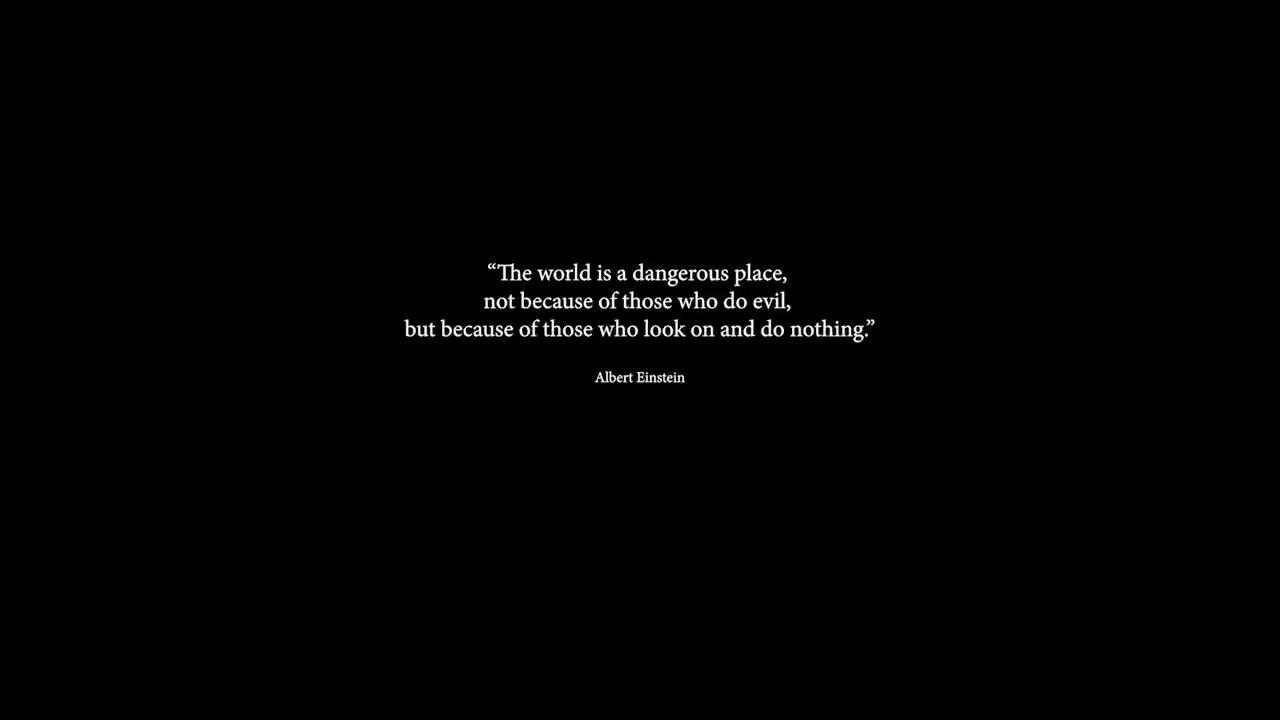 “The world is a dangerous place,
not because of those who do evil,
but because of those who look on and do nothing.”
Albert Einstein